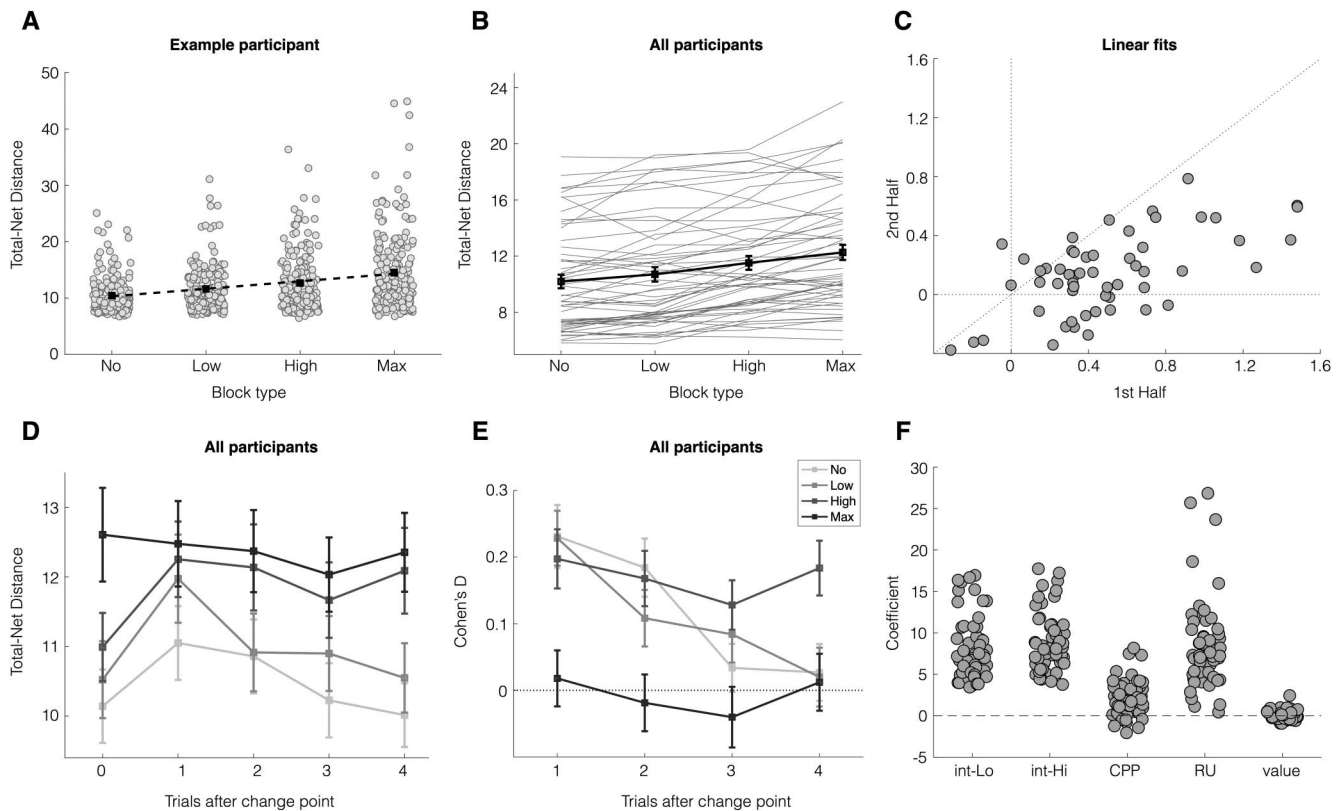 A
Example participant
Total-Net Distance
50
40
30
20
10
0
No Low High Max
Block type
B
All participants
Total-Net Distance
24
20
16
12
8
No Low High Max
Block type
C
Linear fits
2nd Half
1.6
1.2
0.8
0.4
0
0 0.4 0.8 1.2 1.6
1st Half
D
All participants
Total-Net Distance
13
12
11
10
0 1 2 3 4
Trials after change point
E
All participants
No
Low
High
Max
Cohen's D
0.3
0.2
0.1
0
1 2 3 4
Trials after change point
F
Coefficient
30
25
20
15
10
5
0
-5
int-Lo int-Hi CPP RU value